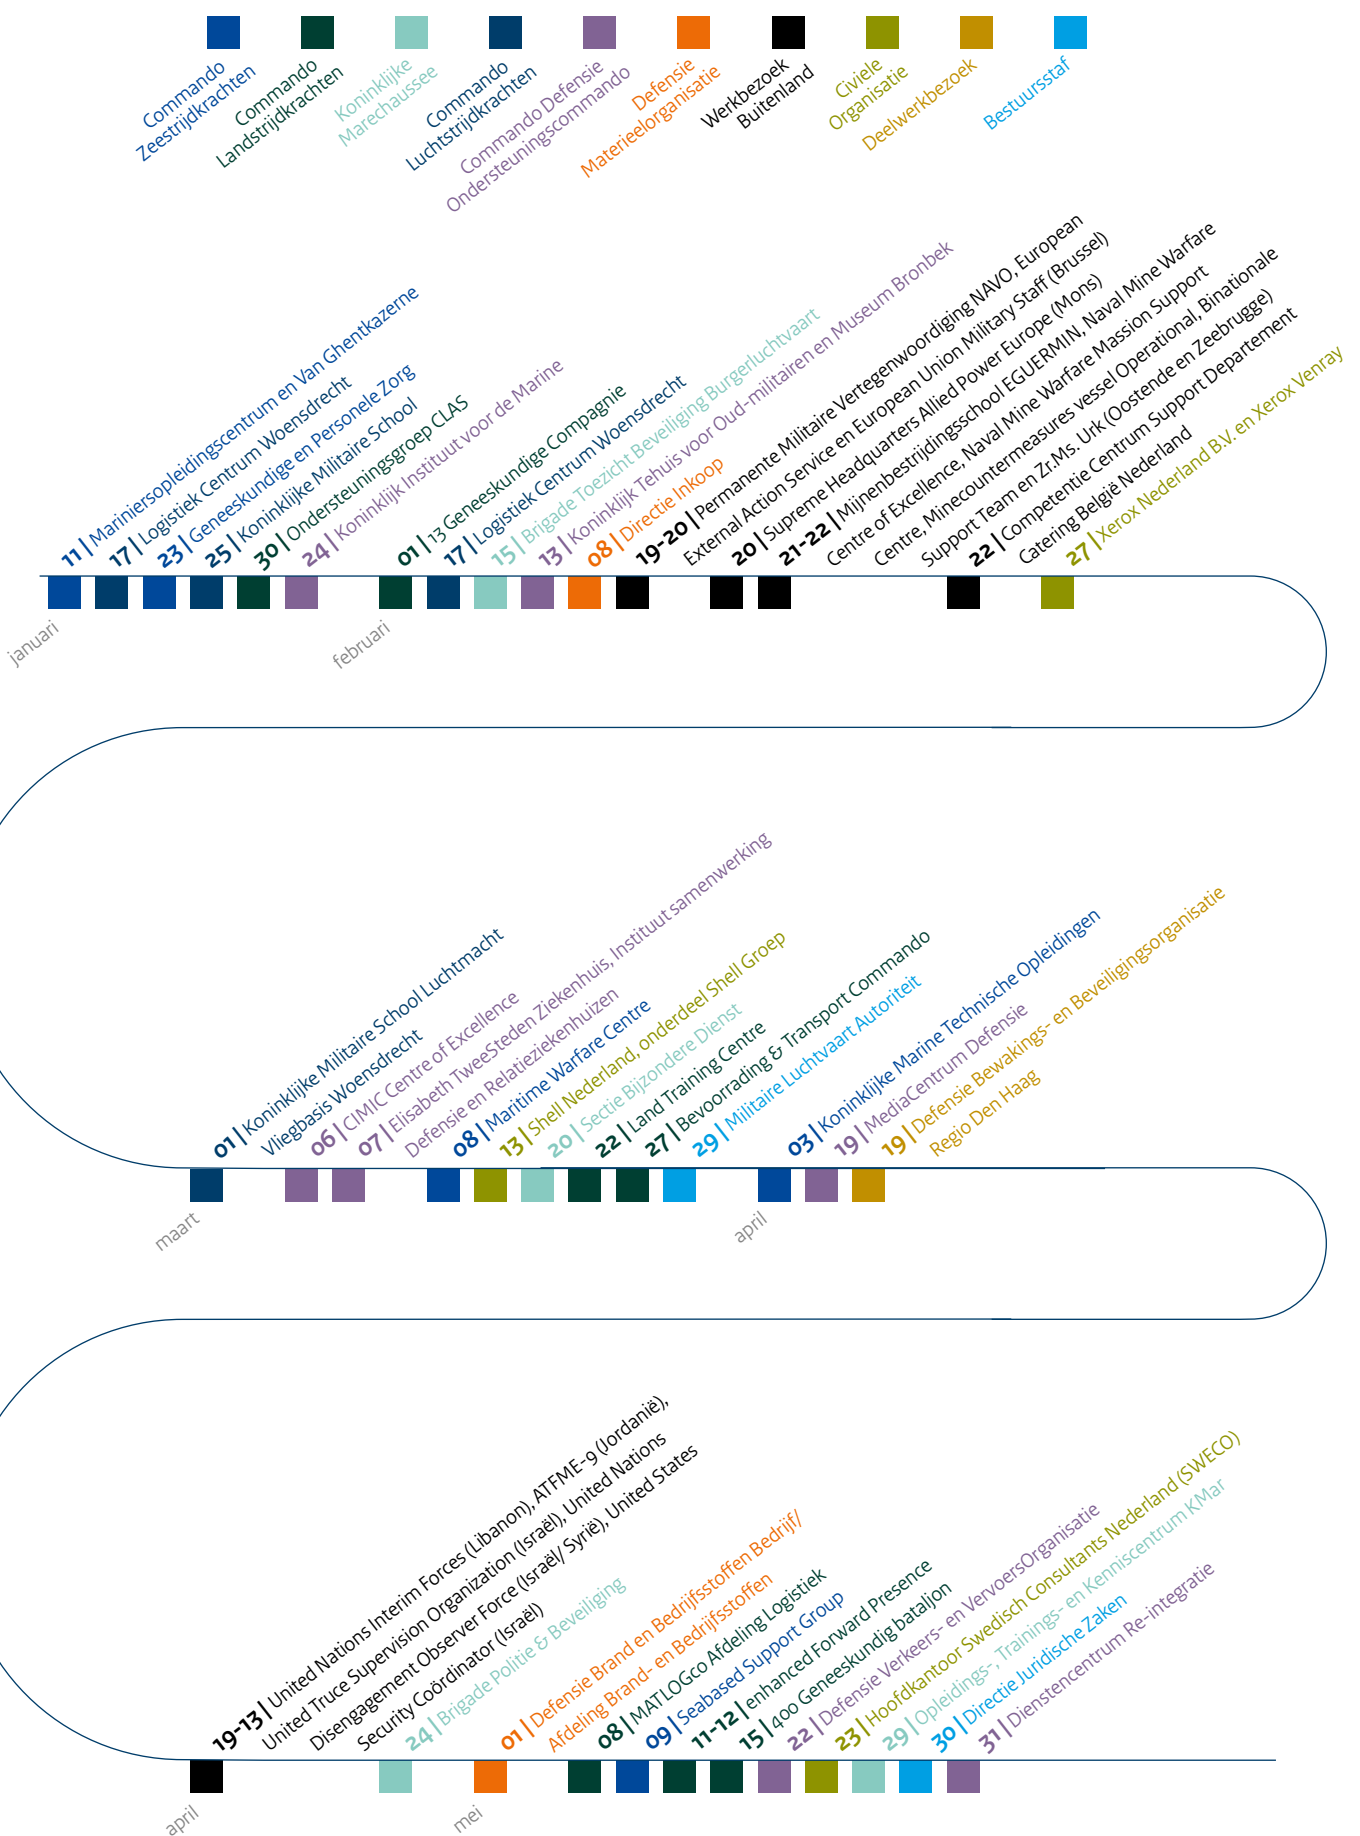 Commando
Zeestrijdkrachten
Commando
Landstrijdkrachten
Koninklijke
Marechaussee
Commando
Luchtstrijdkrachten
Commando Defensie
Ondersteuningscommando
Defensie
Materieelorganisatie
Werkbezoek
Buitenland
Civiele
Organisatie
Deelwerkbezoek
Bestuursstaf
11 | Mariniersopleidingscentrum en Van Ghentkazerne
17 | Logistiek Centrum Woensdrecht
23 | Geneeskundige en Personele Zorg
25 | Koninklijke Militaire School
30 | Ondersteuningsgroep CLAS
24 | Koninklijk Instituut voor de Marine
01 | 13 Geneeskundige Compagnie
17 | Logistiek Centrum Woensdrecht
15 | Brigade Toezicht Beveiliging Burgerluchtvaart
13 | Koninklijk Tehuis voor Oud-militairen en Museum Bronbek
08 | Directie Inkoop
19-20 | Permanente Militaire Vertegenwoordiging NAVO, European
External Action Service en European Union Military Staff (Brussel)
20 | Supreme Headquarters Allied Power Europe (Mons)
21-22 | Mijnenbestrijdingsschool EGUERMIN, Naval Mine Warfare
Centre of Excellence, Naval Mine Warfare Massion Support
Centre, Minecountermeasures vessel Operational, Binationale
Support Team en Zr.Ms. Urk (Oostende en Zeebrugge)
22 | Competentie Centrum Support Departement
Catering België Nederland
27 | Xerox Nederland B.V. en Xerox Venray
januari
februari
01 | Koninklijke Militaire School Luchtmacht
Vliegbasis Woensdrecht
06 | CIMIC Centre of Excellence
07 | Elisabeth TweeSteden Ziekenhuis, Instituut samenwerking
Defensie en Relatieziekenhuizen
08 | Maritime Warfare Centre
13 | Shell Nederland, onderdeel Shell Groep
20 | Sectie Bijzondere Dienst
22 | Land Training Centre
27 | Bevoorrading & Transport Commando
29 | Militaire Luchtvaart Autoriteit
03 | Koninklijke Marine Technische Opleidingen
19 | MediaCentrum Defensie
19 | Defensie Bewakings- en Beveiligingsorganisatie
Regio Den Haag
maart
april
19-13 | United Nations Interim Forces (Libanon), ATFME-9 (Jordanië),
United Truce Supervision Organization (Israël), United Nations
Disengagement Observer Force (Israël/ Syrië), United States
Security Coördinator (Israël)
24 | Brigade Politie & Beveiliging
01 | Defensie Brand en Bedrijfsstoffen Bedrijf/
Afdeling Brand- en Bedrijfsstoffen
08 | MATLOGco Afdeling Logistiek
09 | Seabased Support Group
11-12 | enhanced Forward Presence
15 | 400 Geneeskundig bataljon
22 | Defensie Verkeers- en VervoersOrganisatie
23 | Hoofdkantoor Swedisch Consultants Nederland (SWECO)
29 | Opleidings-, Trainings- en Kenniscentrum KMar
30 | Directie Juridische Zaken
31 | Dienstencentrum Re-integratie
april
mei